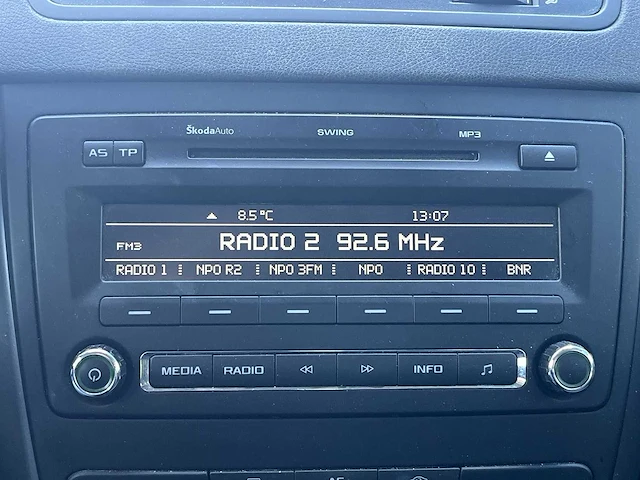 ŠkodaAuto SWING MP3
AS TP
8.5 °C 13:07
FM3 RADIO 2 92.6 MHz
RADIO 1 NPO R2 NPO 3FM NPO RADIO 10 BNR
MEDIA RADIO INFO